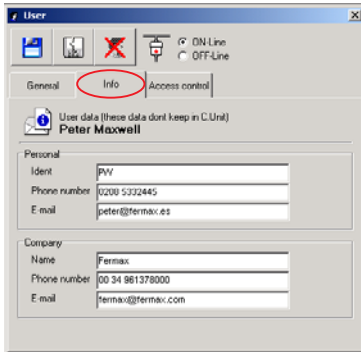 User
ON-Line
OFF-Line
General Info Access control
User data (these data dont keep in C.Unit)
Peter Maxwell
Personal
Ident PW
Phone number 0208 5332445
E-mail peter@fermax.es
Company
Name Fermax
Phone number 00 34 961378000
E-mail fermax@fermax.com